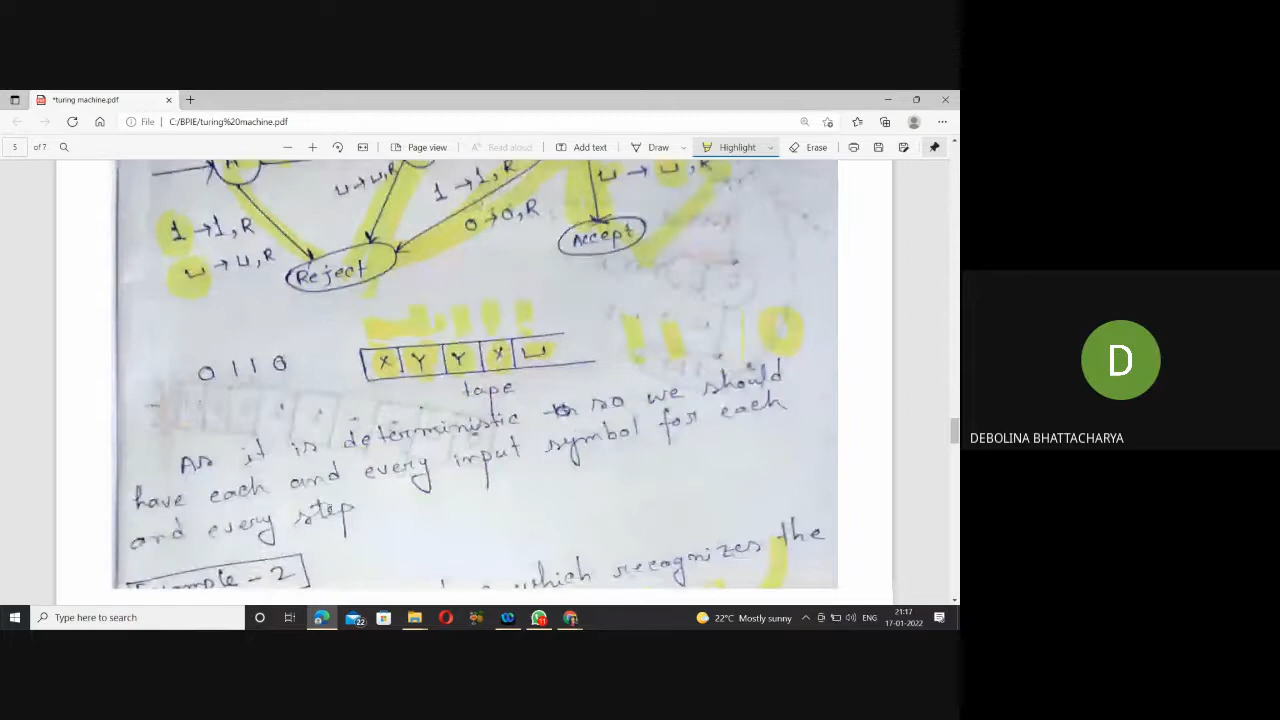 *turing machine.pdf
File | C:/BPIE/turing%20machine.pdf
5 of 7 Page view Read aloud Add text Draw Highlight Erase
A
⊔→⊔, R
1→1, R
⊔→⊔, R
1→1, R
0→0, R
⊔→⊔, R
Reject
Accept
0 1 1 0
X Y Y X ⊔
tape
As it is deterministic so we should
have each and every input symbol for each
and every step
Example-2
which recognizes the
D
DEBOLINA BHATTACHARYA
Type here to search
22
22°C Mostly sunny
ENG
21:17
17-01-2022